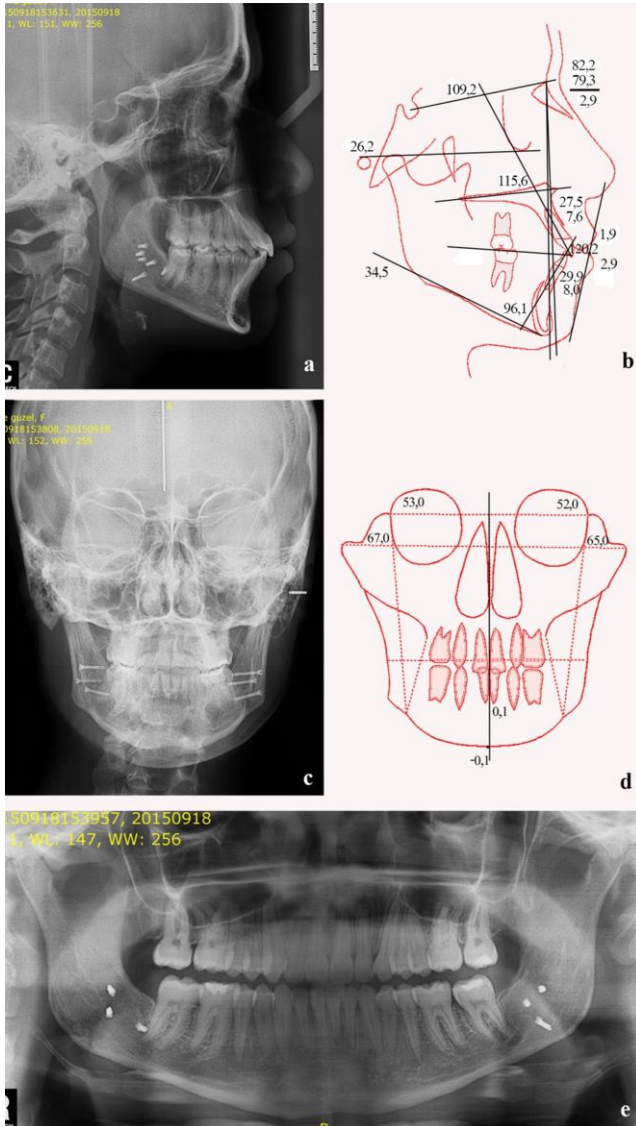 150918153631, 20150918
1, WL: 151, WW: 256
a
82,2
79,3
2,9
109,2
26,2
115,6
27,5
7,6
1,9
20,2
2,9
34,5
29,9
8,0
96,1
b
e guzel, F
0918153808, 20150918
WL: 152, WW: 256
c
53,0
52,0
67,0
65,0
0,1
-0,1
d
150918153957, 20150918
1, WL: 147, WW: 256
R
e